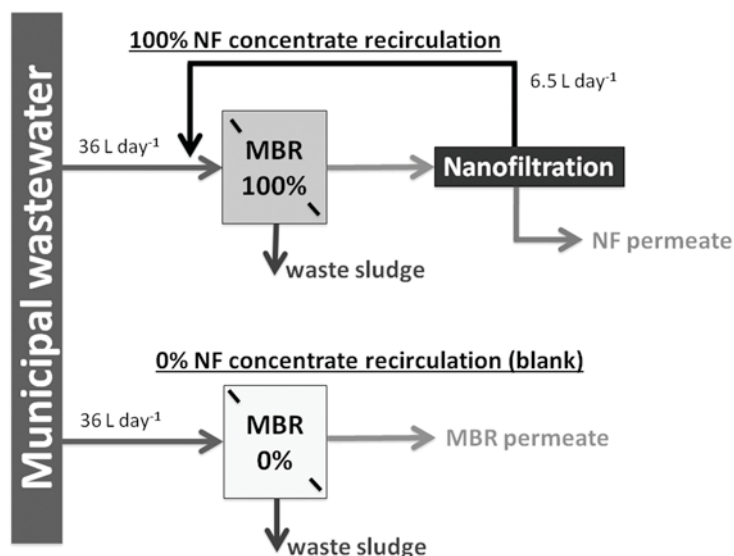 Municipal wastewater
100% NF concentrate recirculation
6.5 L day⁻¹
36 L day⁻¹
MBR
100%
Nanofiltration
NF permeate
waste sludge
0% NF concentrate recirculation (blank)
36 L day⁻¹
MBR
0%
MBR permeate
waste sludge